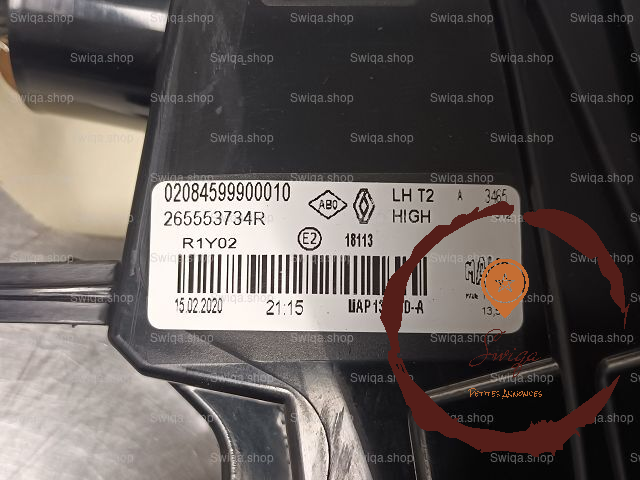 02084599900010
265553734R
R1Y02
ABO
E2
18113
LH T2
HIGH
A
3465
15.02.2020
21:15
Swiqa
PETITES ANNONCES
Swiqa.shop